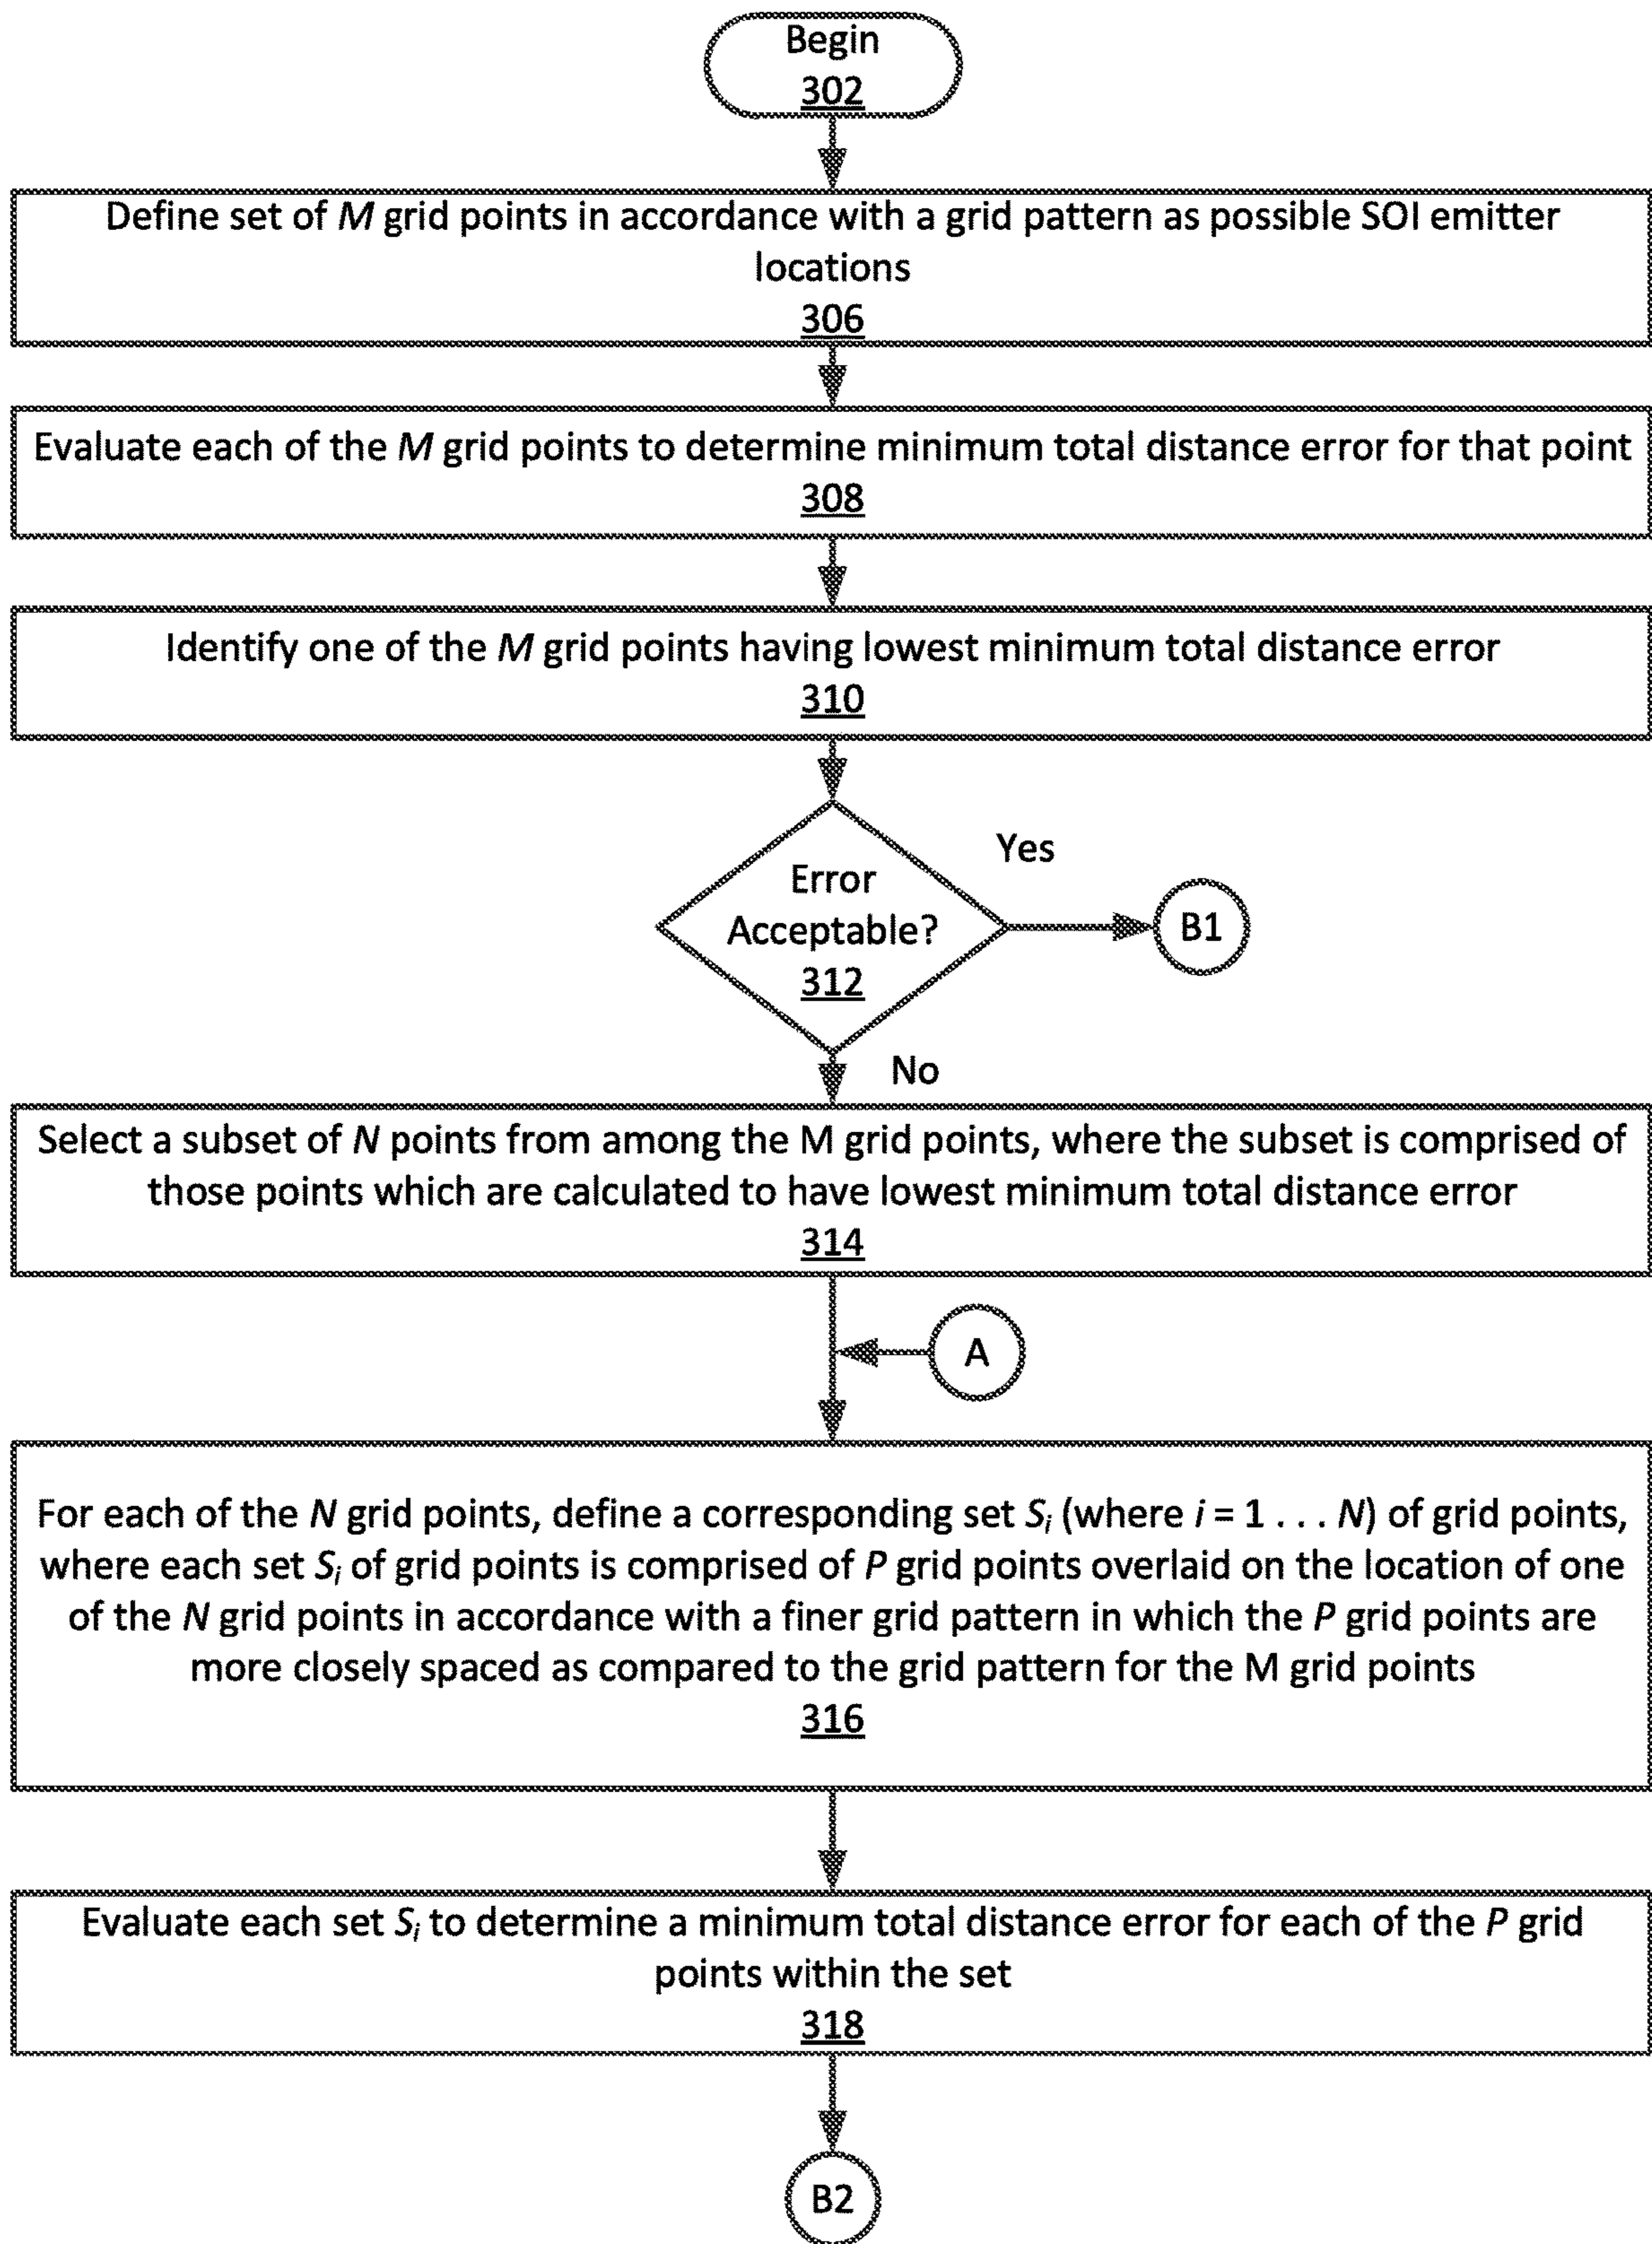 Begin
302
Define set of M grid points in accordance with a grid pattern as possible SOI emitter
locations
306
Evaluate each of the M grid points to determine minimum total distance error for that point
308
Identify one of the M grid points having lowest minimum total distance error
310
Error
Acceptable?
312
Yes
B1
No
Select a subset of N points from among the M grid points, where the subset is comprised of
those points which are calculated to have lowest minimum total distance error
314
A
For each of the N grid points, define a corresponding set Si (where i = 1 . . . N) of grid points,
where each set Si of grid points is comprised of P grid points overlaid on the location of one
of the N grid points in accordance with a finer grid pattern in which the P grid points are
more closely spaced as compared to the grid pattern for the M grid points
316
Evaluate each set Si to determine a minimum total distance error for each of the P grid
points within the set
318
B2